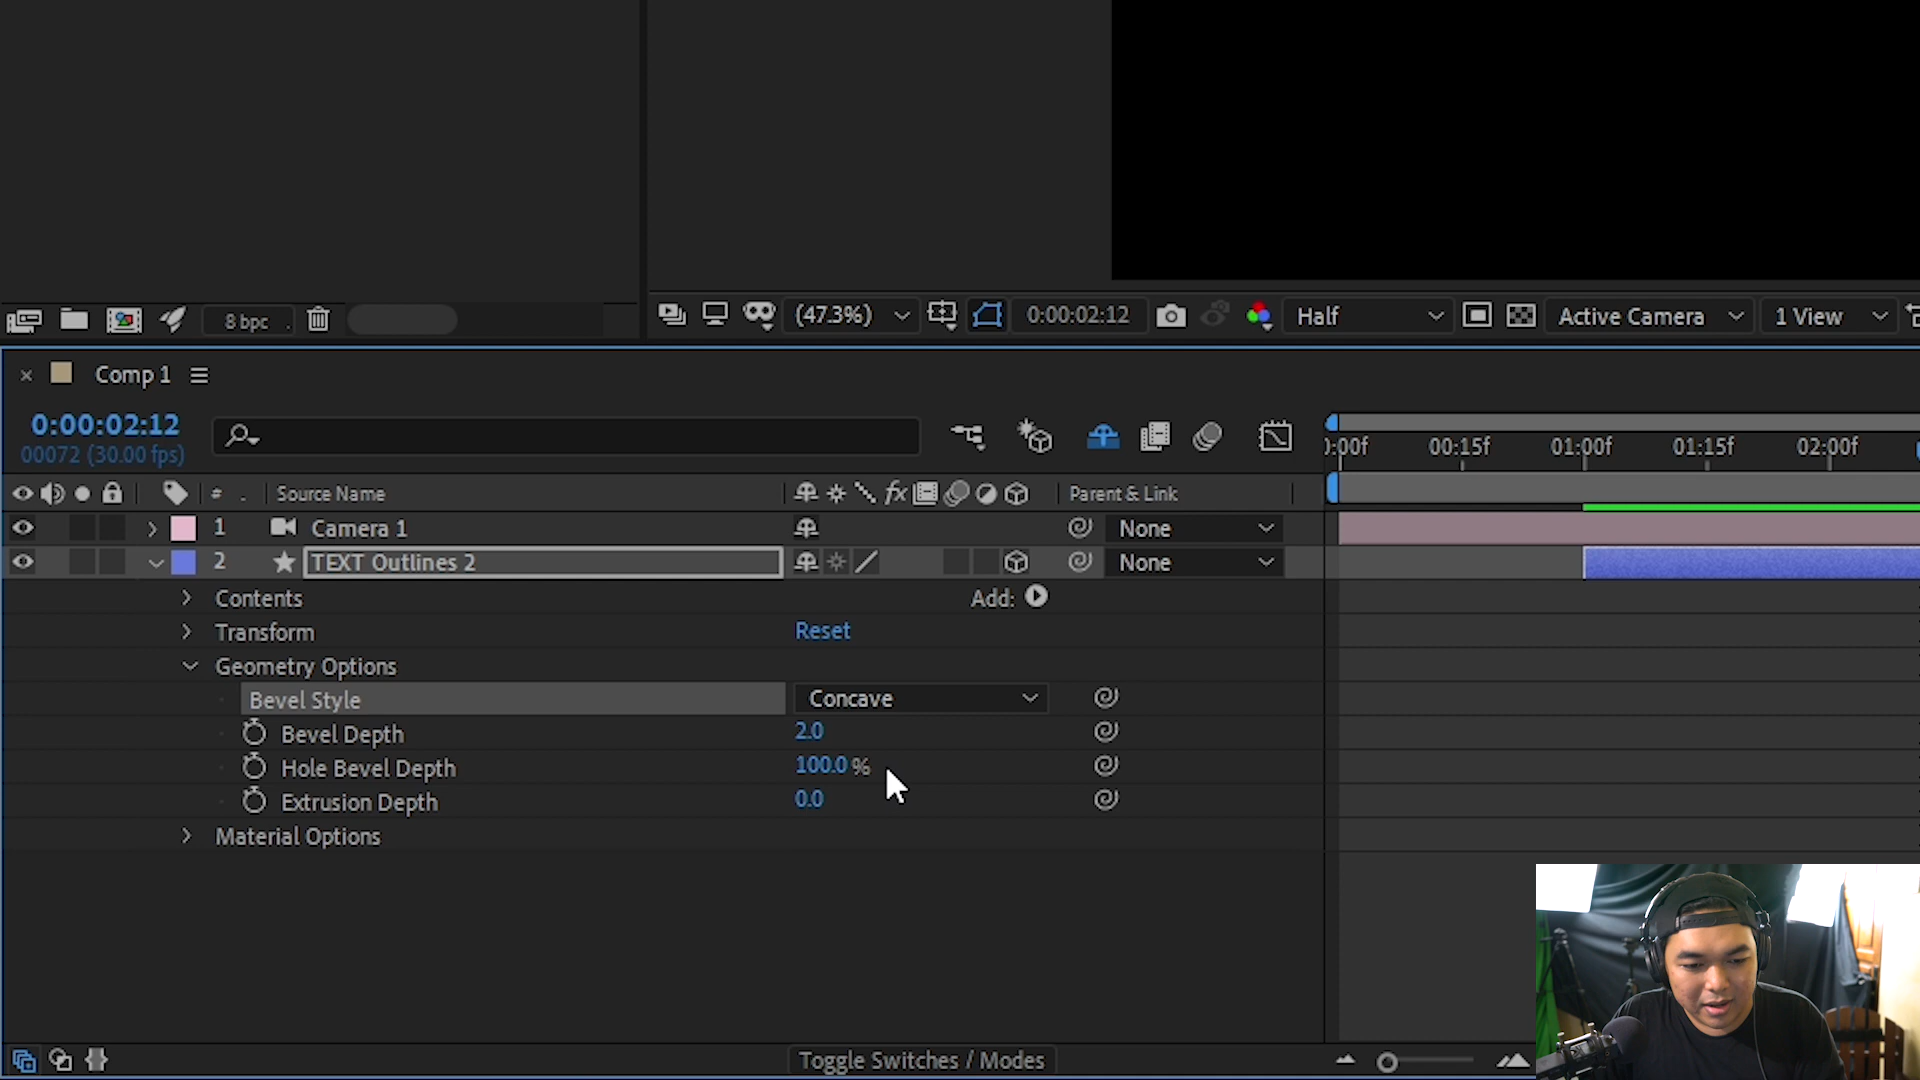 8 bpc
(47.3%)
0:00:02:12
Half
Active Camera
1 View
Comp 1
0:00:02:12
00072 (30.00 fps)
:00f
00:15f
01:00f
01:15f
02:00f
#
Source Name
fx
Parent & Link
1
Camera 1
None
2
TEXT Outlines 2
None
Contents
Add:
Transform
Reset
Geometry Options
Bevel Style
Concave
Bevel Depth
2.0
Hole Bevel Depth
100.0 %
Extrusion Depth
0.0
Material Options
Toggle Switches / Modes